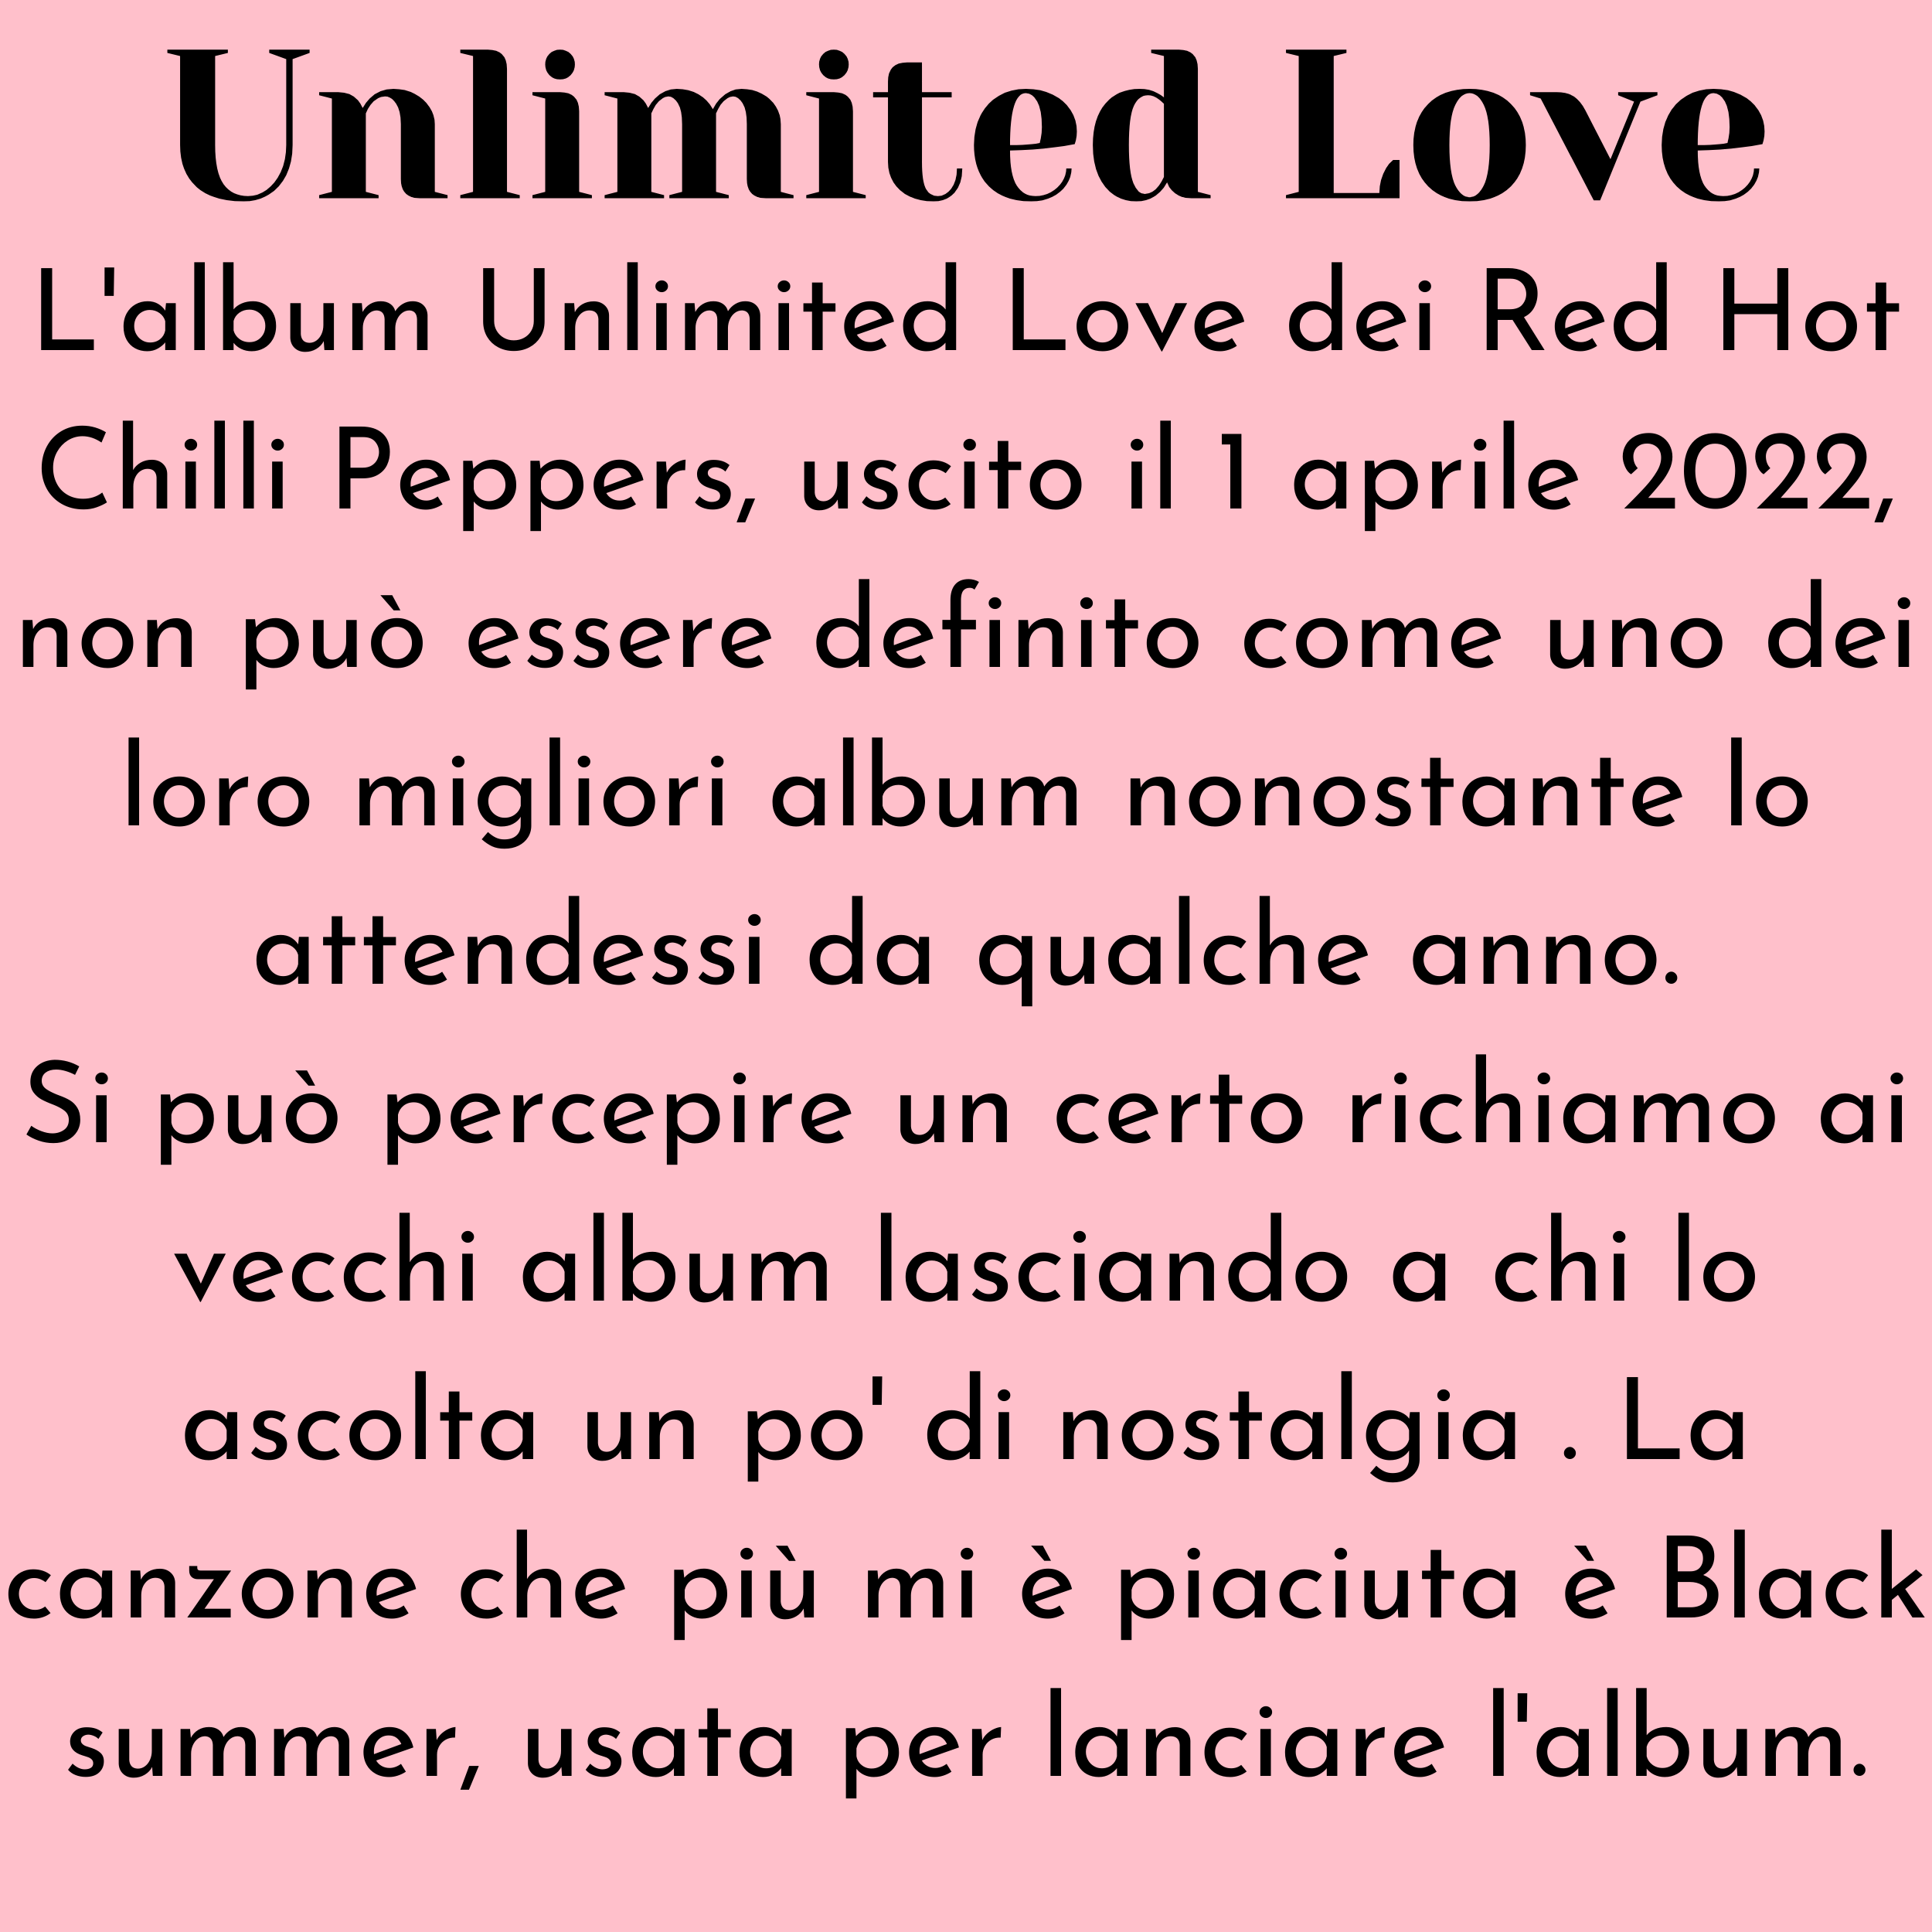 Unlimited Love
L'album Unlimited Love dei Red Hot
Chilli Peppers, uscito il 1 aprile 2022,
non può essere definito come uno dei
loro migliori album nonostante lo
attendessi da qualche anno.
Si può percepire un certo richiamo ai
vecchi album lasciando a chi lo
ascolta un po' di nostalgia . La
canzone che più mi è piaciuta è Black
summer, usata per lanciare l'album.